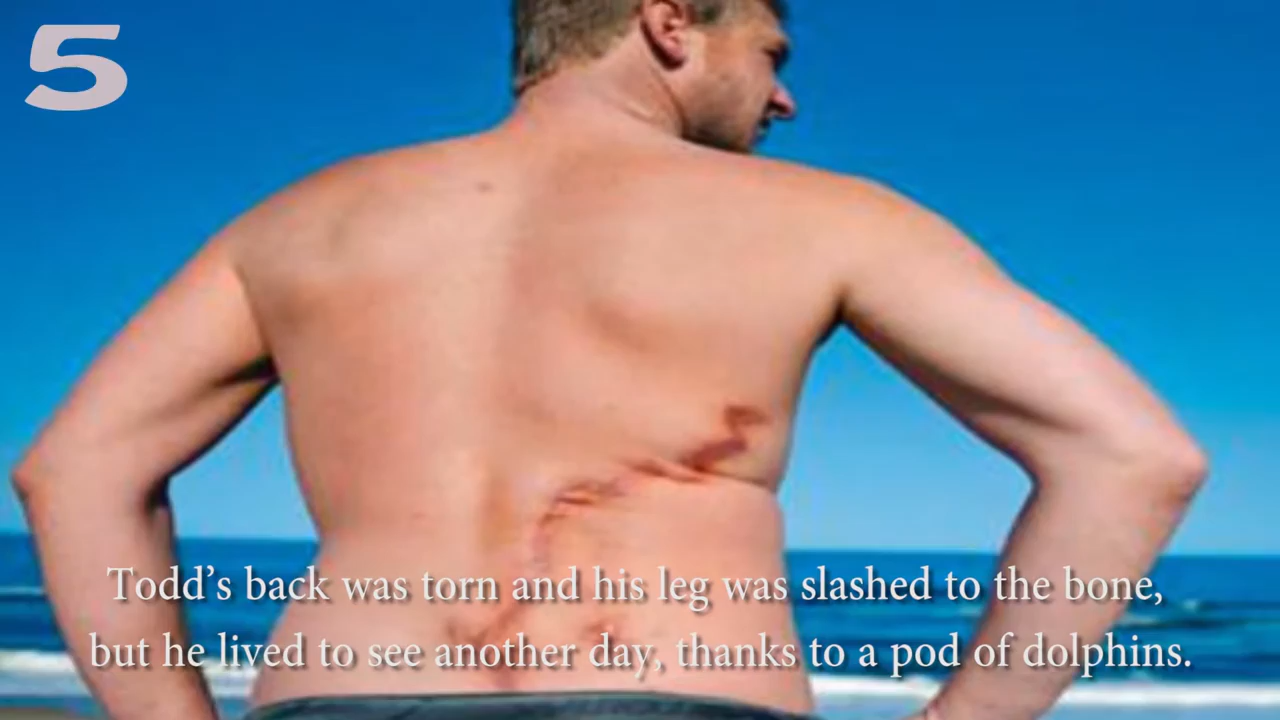 5
Todd’s back was torn and his leg was slashed to the bone,
but he lived to see another day, thanks to a pod of dolphins.